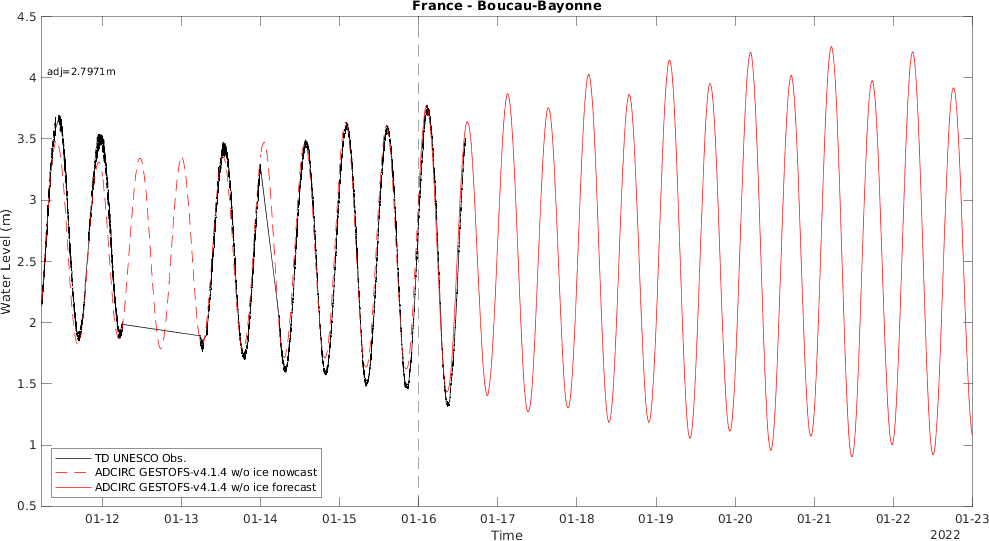 France - Boucau-Bayonne
adj=2.7971m
Water Level (m)
4.5
4
3.5
3
2.5
2
1.5
1
0.5
TD UNESCO Obs.
ADCIRC GESTOFS-v4.1.4 w/o ice nowcast
ADCIRC GESTOFS-v4.1.4 w/o ice forecast
01-12 01-13 01-14 01-15 01-16 01-17 01-18 01-19 01-20 01-21 01-22 01-23
Time
2022